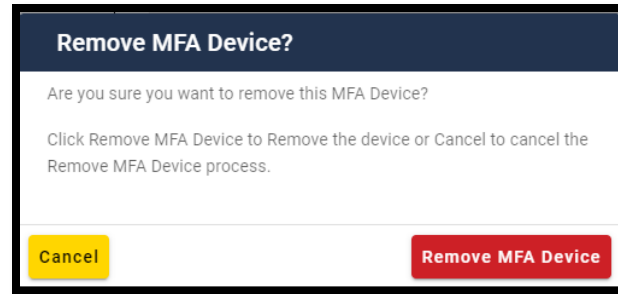 Remove MFA Device?
Are you sure you want to remove this MFA Device?
Click Remove MFA Device to Remove the device or Cancel to cancel the
Remove MFA Device process.
Cancel
Remove MFA Device